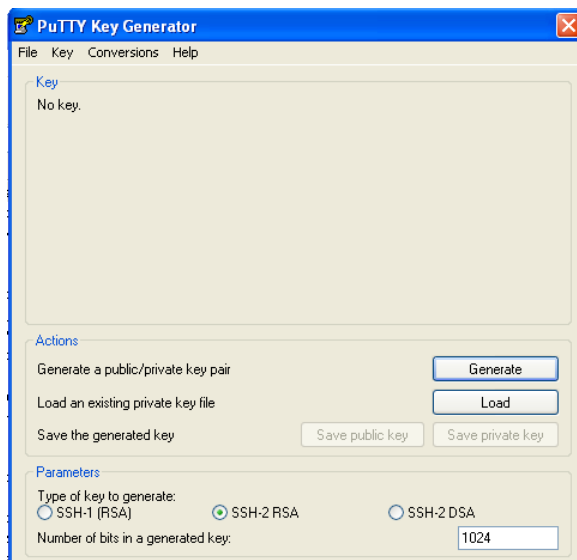 PuTTY Key Generator
File Key Conversions Help
Key
No key.
Actions
Generate a public/private key pair Generate
Load an existing private key file Load
Save the generated key Save public key Save private key
Parameters
Type of key to generate:
SSH-1 (RSA) SSH-2 RSA SSH-2 DSA
Number of bits in a generated key: 1024